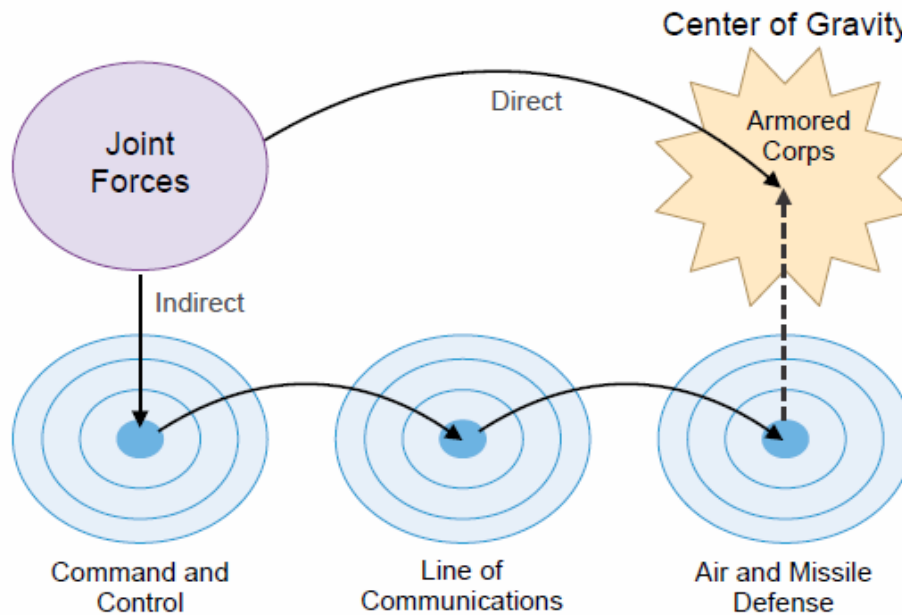 Center of Gravity
Direct
Armored
Corps
Joint
Forces
Indirect
Command and
Control
Line of
Communications
Air and Missile
Defense